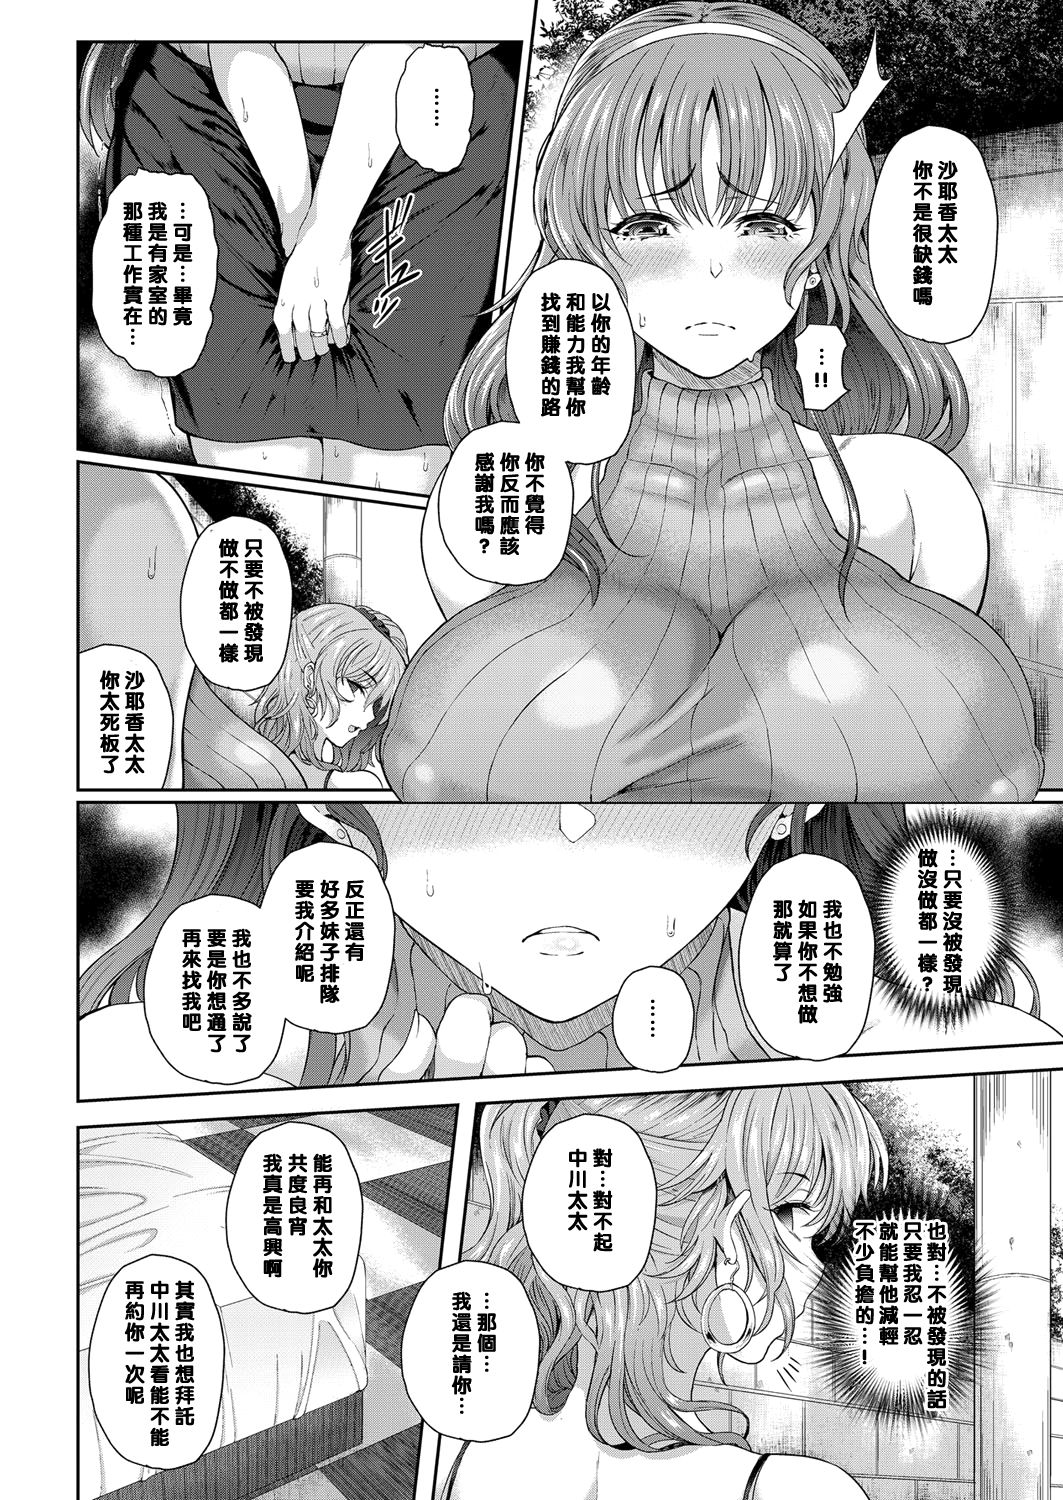 沙耶香太太
你不是很缺錢嗎
…!!
以你的年齡
和能力我幫你
找到賺錢的路
你不覺得
你反而應該
感謝我嗎？
……
ギュ
…可是…畢竟
我是有家室的
那種工作實在…
只要不被發現
做不做都一樣
沙耶香太太
你太死板了
…只要沒被發現
做沒做都一樣？
我也不勉強
如果你不想做
那就算了
……
反正還有
好多妹子排隊
要我介紹呢
我也不多說了
要是你想通了
再來找我吧
也對…不被發現的話
只要我忍一忍
就能幫他減輕
不少負擔的…！
對…對不起
中川太太
…那個…
我還是請你…
能再和太太你
共度良宵
我真是高興啊
其實我也想拜託
中川太太看能不能
再約你一次呢